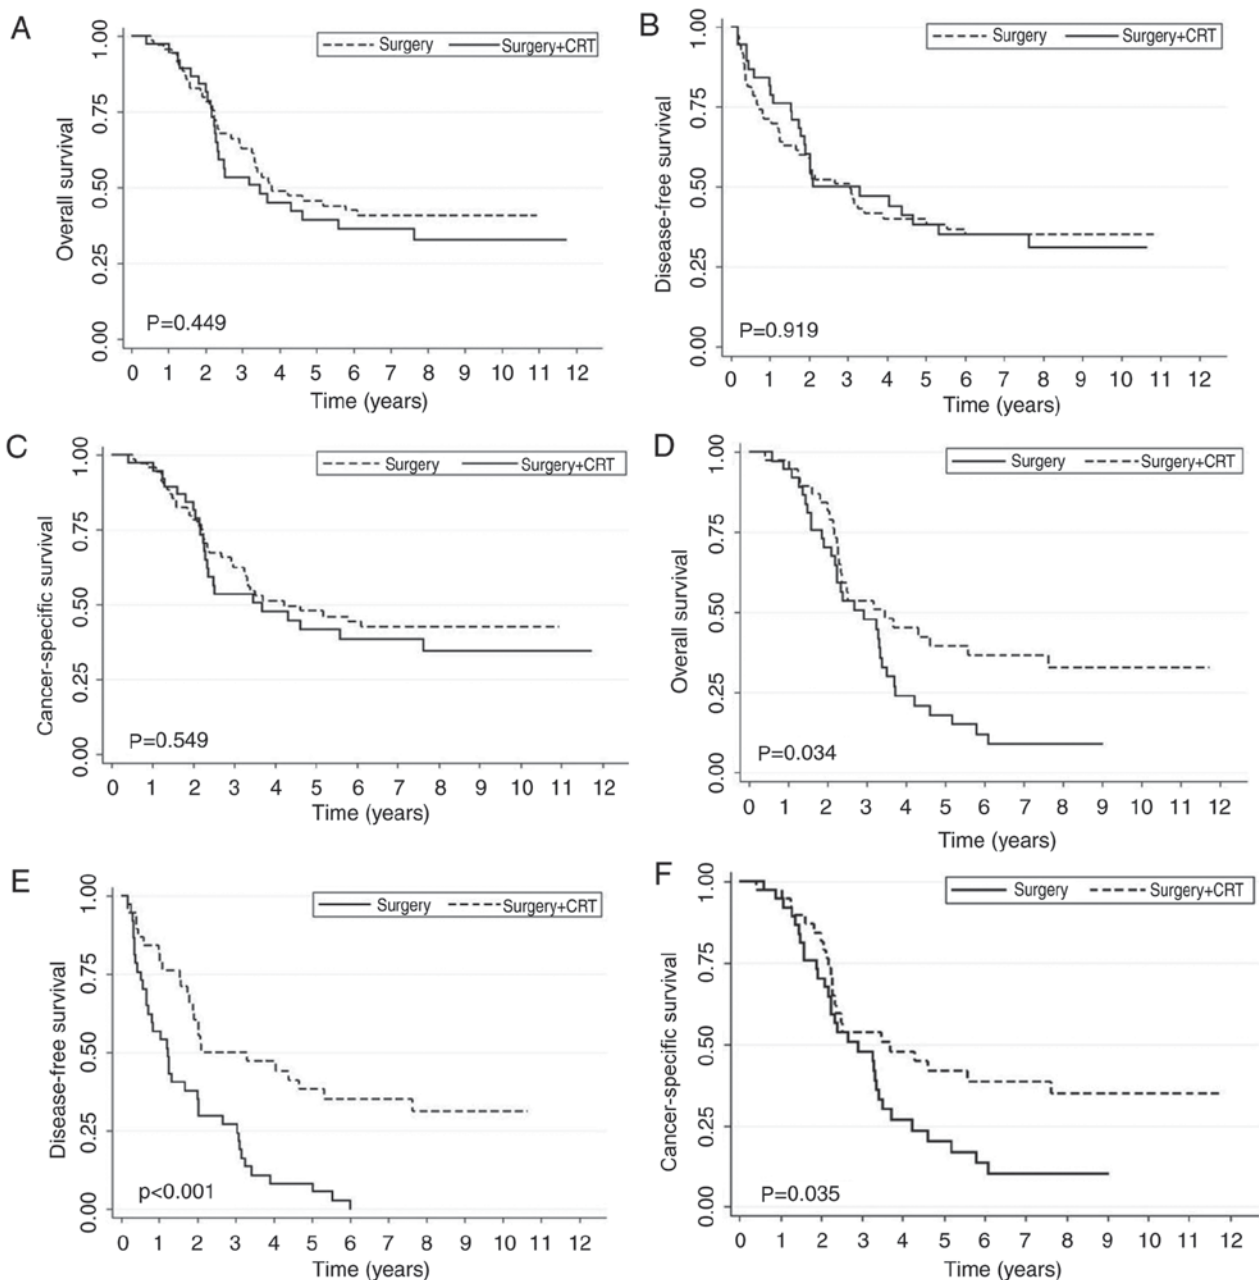 A
Surgery Surgery+CRT
Overall survival
1.00
0.75
0.50
0.25
0.00
P=0.449
0 1 2 3 4 5 6 7 8 9 10 11 12
Time (years)
B
Surgery Surgery+CRT
Disease-free survival
1.00
0.75
0.50
0.25
0.00
P=0.919
0 1 2 3 4 5 6 7 8 9 10 11 12
Time (years)
C
Surgery Surgery+CRT
Cancer-specific survival
1.00
0.75
0.50
0.25
0.00
P=0.549
0 1 2 3 4 5 6 7 8 9 10 11 12
Time (years)
D
Surgery Surgery+CRT
Overall survival
1.00
0.75
0.50
0.25
0.00
P=0.034
0 1 2 3 4 5 6 7 8 9 10 11 12
Time (years)
E
Surgery Surgery+CRT
Disease-free survival
1.00
0.75
0.50
0.25
0.00
p<0.001
0 1 2 3 4 5 6 7 8 9 10 11 12
Time (years)
F
Surgery Surgery+CRT
Cancer-specific survival
1.00
0.75
0.50
0.25
0.00
P=0.035
0 1 2 3 4 5 6 7 8 9 10 11 12
Time (years)